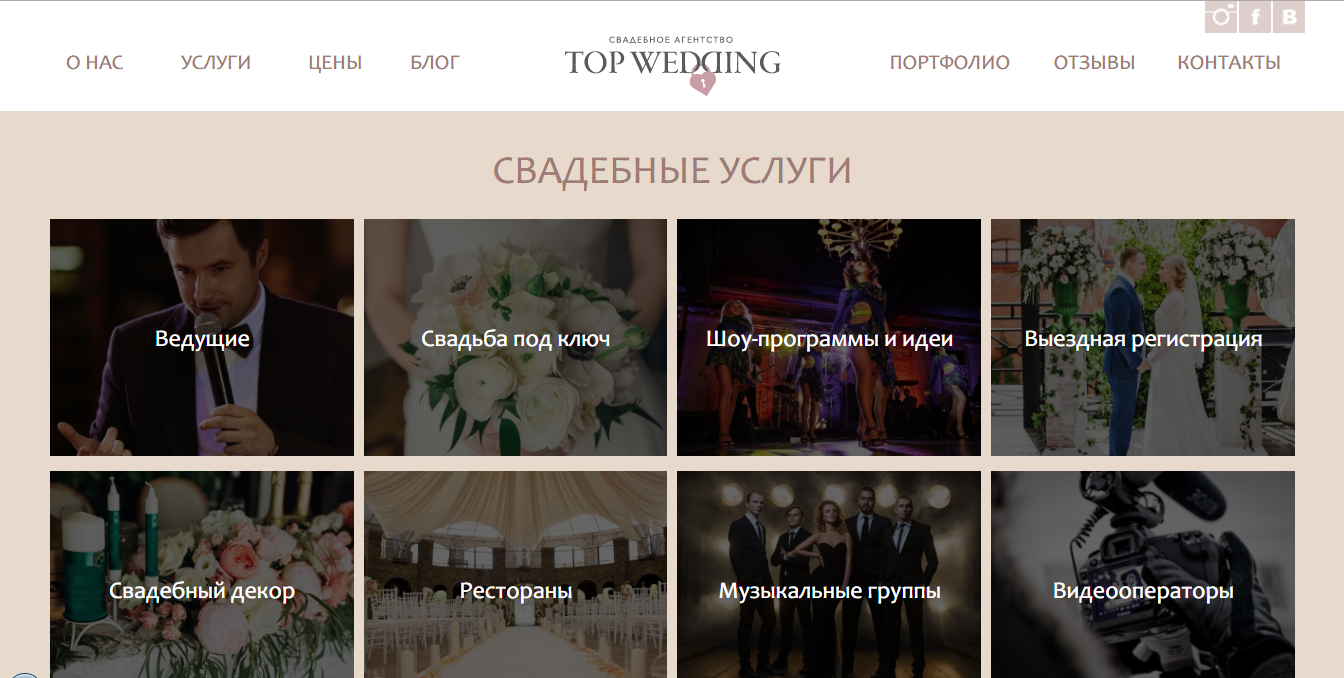 О НАС
УСЛУГИ
ЦЕНЫ
БЛОГ
СВАДЕБНОЕ АГЕНТСТВО
TOP WEDDING
ПОРТФОЛИО
ОТЗЫВЫ
КОНТАКТЫ
СВАДЕБНЫЕ УСЛУГИ
Ведущие
Свадьба под ключ
Шоу-программы и идеи
Выездная регистрация
Свадебный декор
Рестораны
Музыкальные группы
Видеооператоры